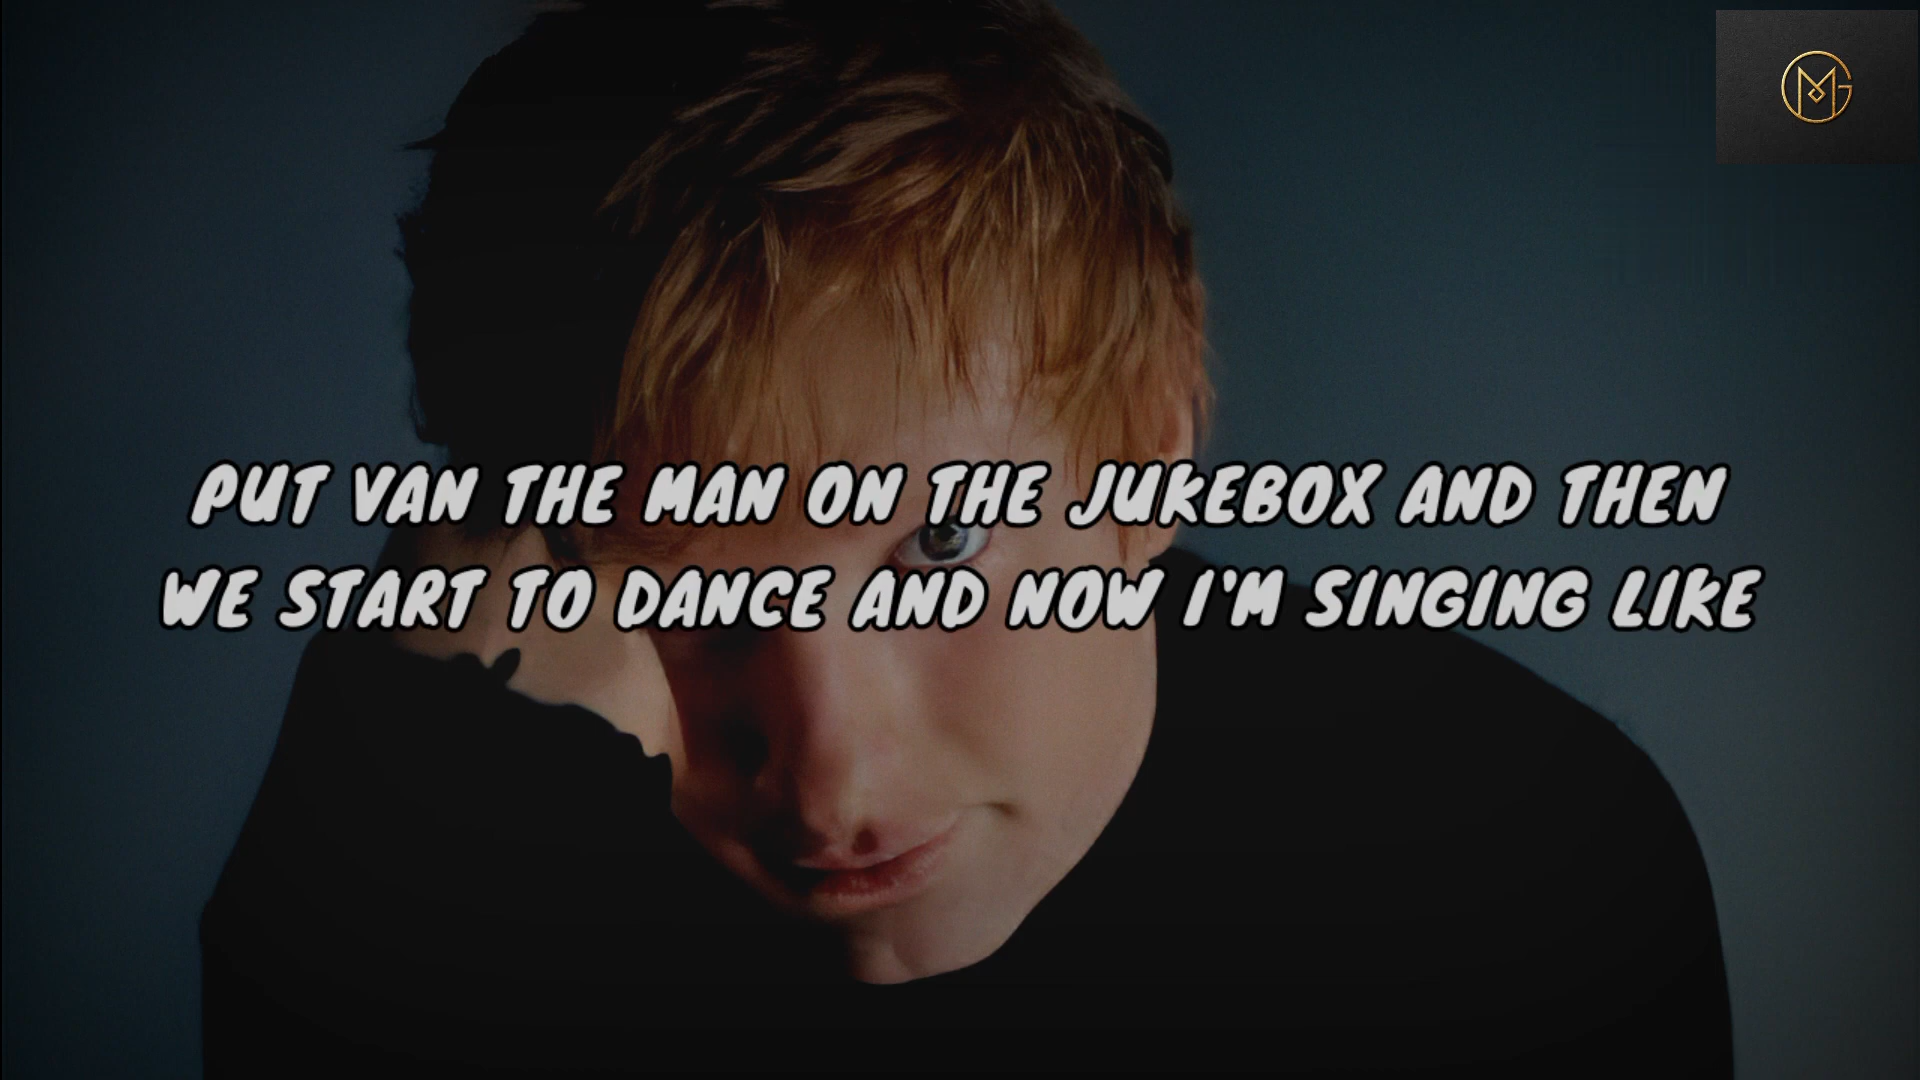 PUT VAN THE MAN ON THE JUKEBOX AND THEN
WE START TO DANCE AND NOW I'M SINGING LIKE